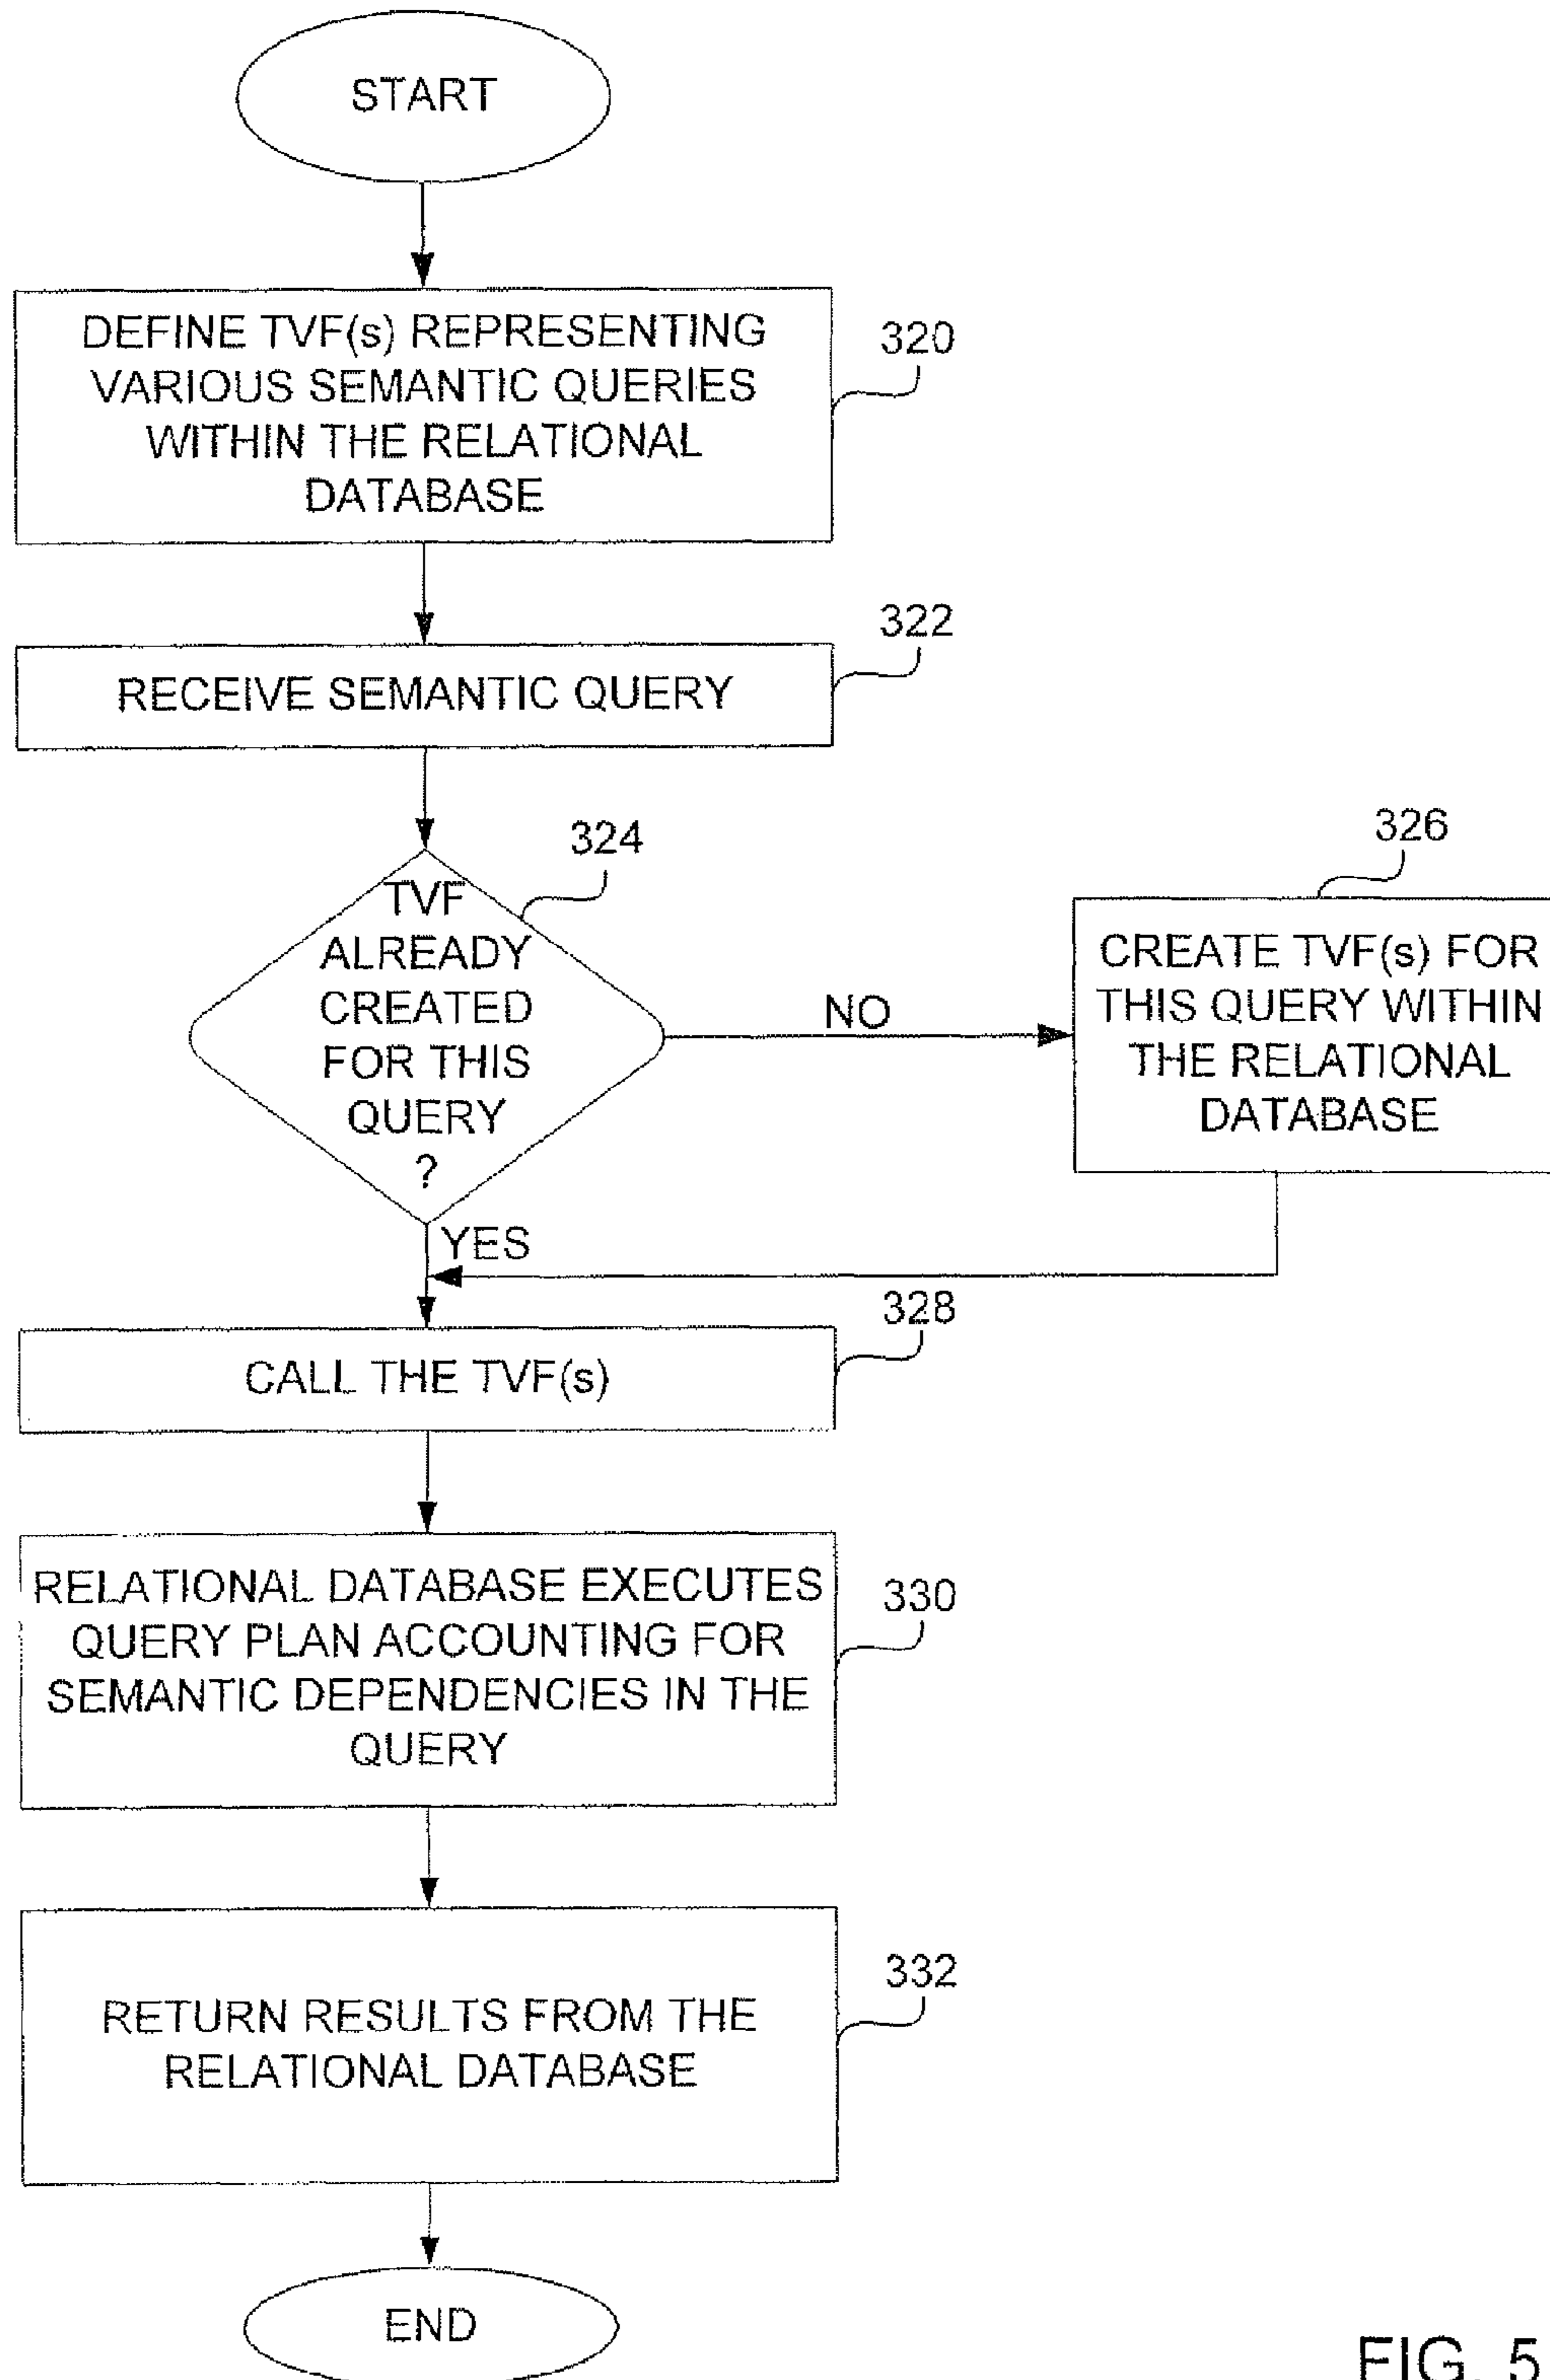 START
DEFINE TVF(s) REPRESENTING
VARIOUS SEMANTIC QUERIES
WITHIN THE RELATIONAL
DATABASE
320
RECEIVE SEMANTIC QUERY
322
TVF
ALREADY
CREATED
FOR THIS
QUERY
?
324
NO
326
CREATE TVF(s) FOR
THIS QUERY WITHIN
THE RELATIONAL
DATABASE
YES
328
CALL THE TVF(s)
RELATIONAL DATABASE EXECUTES
QUERY PLAN ACCOUNTING FOR
SEMANTIC DEPENDENCIES IN THE
QUERY
330
RETURN RESULTS FROM THE
RELATIONAL DATABASE
332
END
FIG. 5